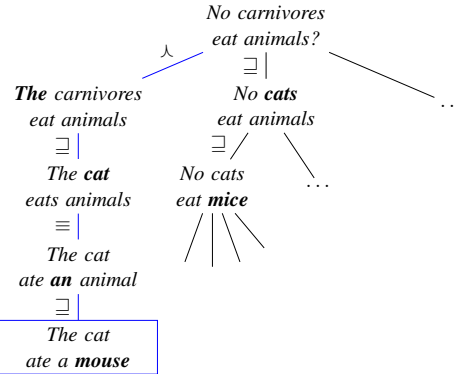 No carnivores
eat animals?
⋏
⊒
The carnivores
eat animals
No cats
eat animals
. .
⊒
⊒
The cat
eats animals
No cats
eat mice
. . .
≡
The cat
ate an animal
⊒
The cat
ate a mouse